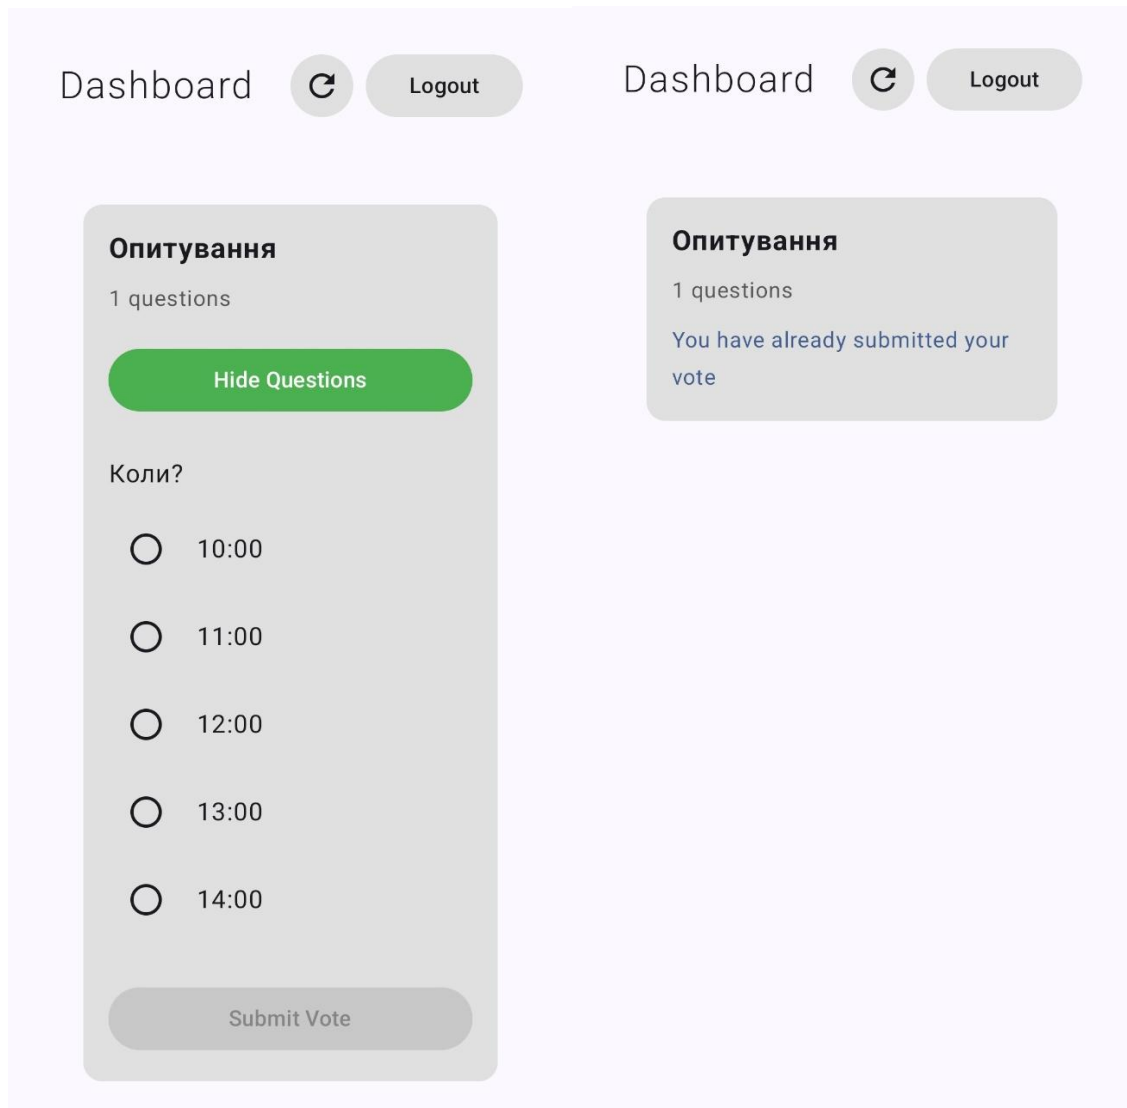 Dashboard
Logout
Опитування
1 questions
Hide Questions
Коли?
10:00
11:00
12:00
13:00
14:00
Submit Vote
Dashboard
Logout
Опитування
1 questions
You have already submitted your
vote